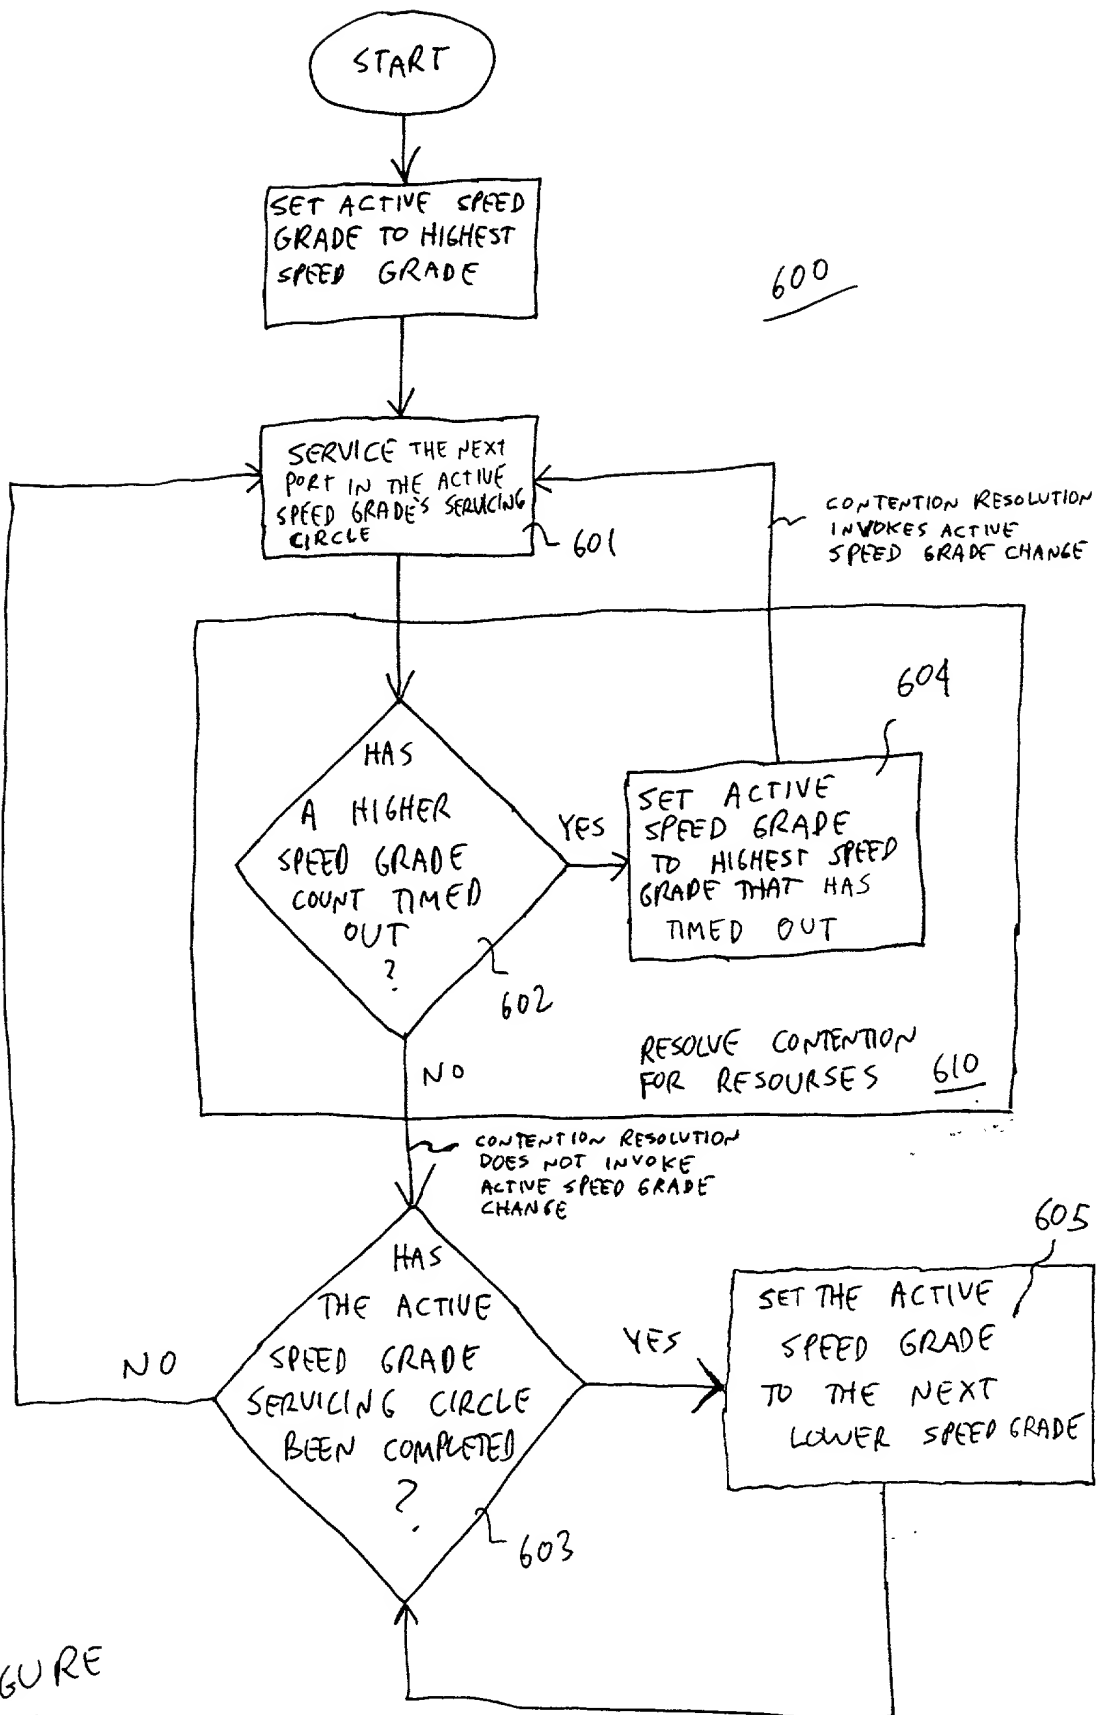 START
SET ACTIVE SPEED
GRADE TO HIGHEST
SPEED GRADE
600
SERVICE THE NEXT
PORT IN THE ACTIVE
SPEED GRADE'S SERVICING
CIRCLE
601
CONTENTION RESOLUTION
INVOKES ACTIVE
SPEED GRADE CHANGE
604
HAS
A HIGHER
SPEED GRADE
COUNT TIMED
OUT
?
602
YES
SET ACTIVE
SPEED GRADE
TO HIGHEST SPEED
GRADE THAT HAS
TIMED OUT
RESOLVE CONTENTION
FOR RESOURSES 610
NO
CONTENTION RESOLUTION
DOES NOT INVOKE
ACTIVE SPEED GRADE
CHANGE
605
HAS
THE ACTIVE
SPEED GRADE
SERVICING CIRCLE
BEEN COMPLETED
?
603
NO
YES
SET THE ACTIVE
SPEED GRADE
TO THE NEXT
LOWER SPEED GRADE
GURE